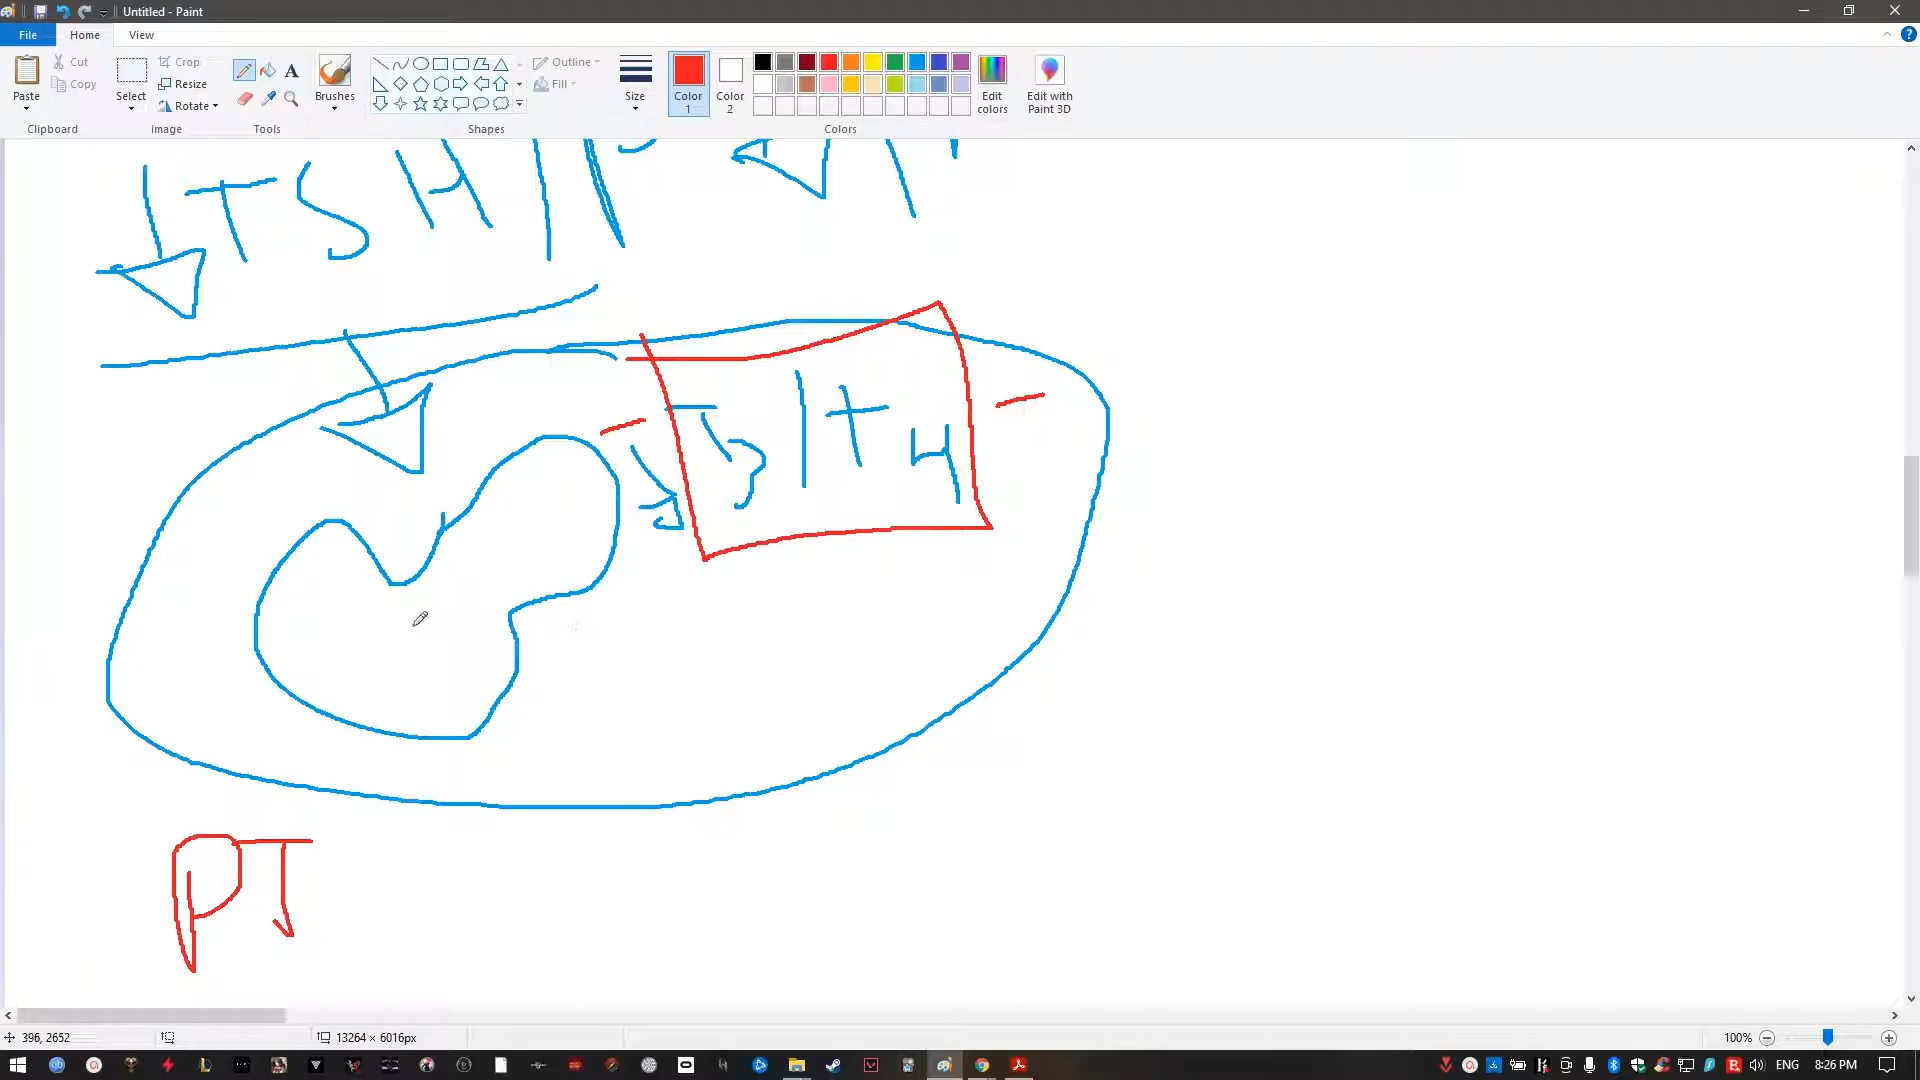 Untitled - Paint
File Home View
Paste
Cut
Copy
Clipboard
Select
Crop
Resize
Rotate
Image
Tools
Brushes
Shapes
Outline
Fill
Size
Color 1
Color 2
Edit colors
Edit with Paint 3D
Colors
PT
396, 2652
13264 × 6016px
100%
ENG
8:26 PM